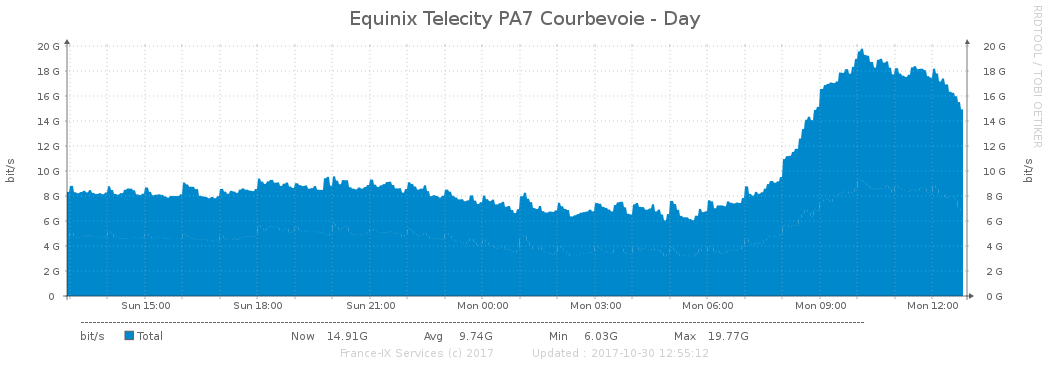 Equinix Telecity PA7 Courbevoie - Day
RRDTOOL / TOBI OETIKER
bit/s
bit/s
20 G 20 G
18 G 18 G
16 G 16 G
14 G 14 G
12 G 12 G
10 G 10 G
8 G 8 G
6 G 6 G
4 G 4 G
2 G 2 G
0 0 G
Sun 15:00 Sun 18:00 Sun 21:00 Mon 00:00 Mon 03:00 Mon 06:00 Mon 09:00 Mon 12:00
bit/s Total Now 14.91G Avg 9.74G Min 6.03G Max 19.77G
France-IX Services (c) 2017 Updated : 2017-10-30 12:55:12